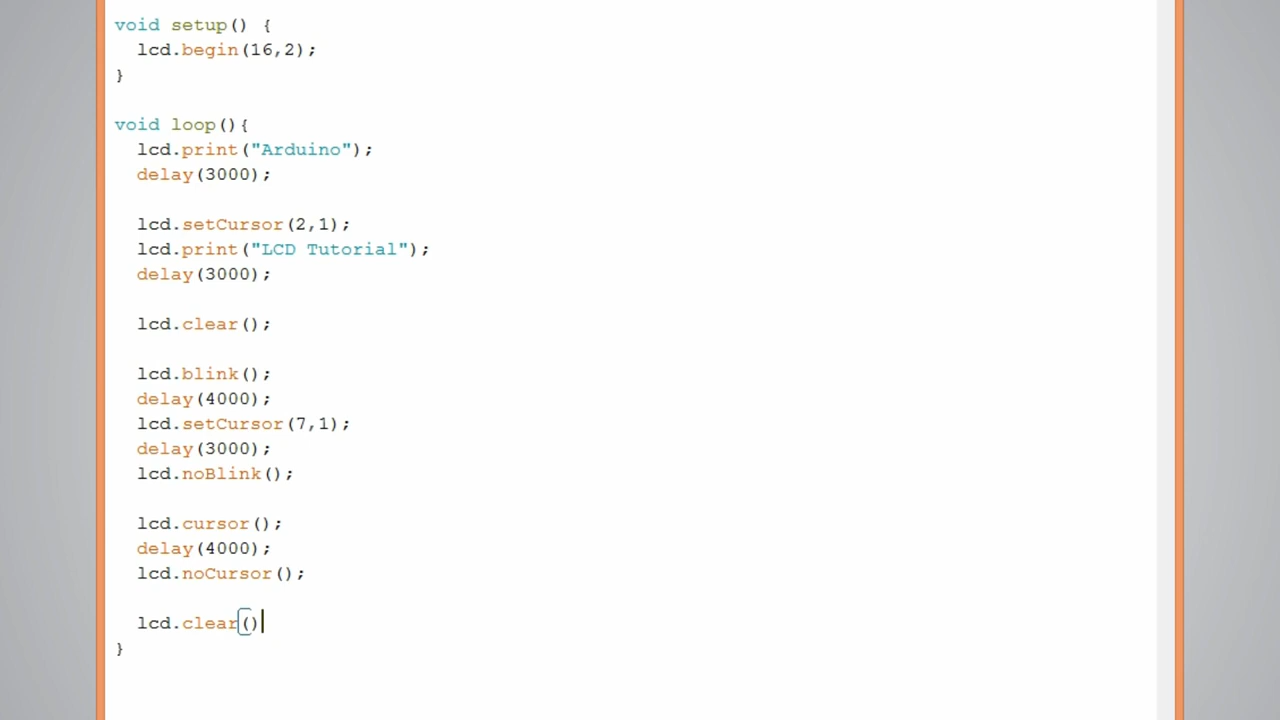 void setup() {
  lcd.begin(16,2);
}

void loop(){
  lcd.print("Arduino");
  delay(3000);

  lcd.setCursor(2,1);
  lcd.print("LCD Tutorial");
  delay(3000);

  lcd.clear();

  lcd.blink();
  delay(4000);
  lcd.setCursor(7,1);
  delay(3000);
  lcd.noBlink();

  lcd.cursor();
  delay(4000);
  lcd.noCursor();

  lcd.clear()
}